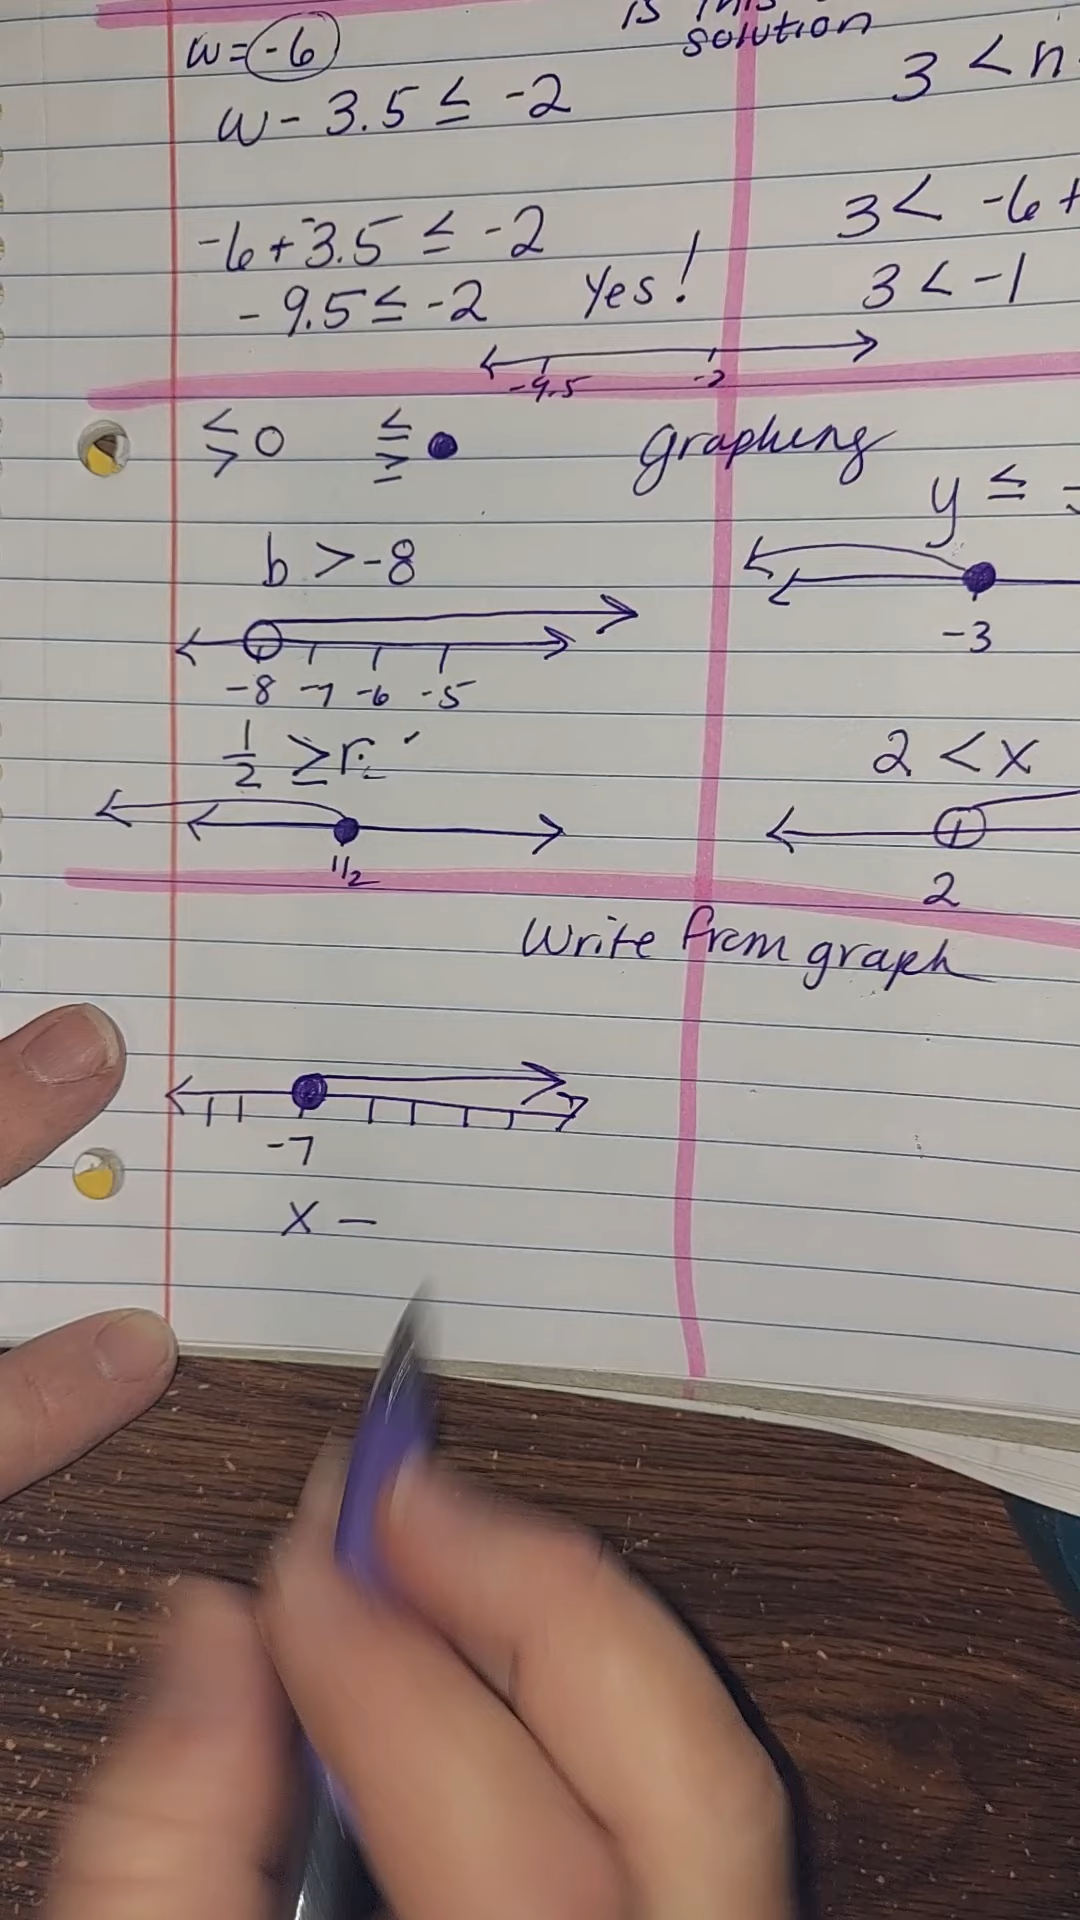 is this
solution
w = -6
w - 3.5 ≤ -2
3 < n
-6 + -3.5 ≤ -2
3 < -6 +
-9.5 ≤ -2 Yes!
3 < -1
-9.5 -2
< > ○ ≤ ≥ ●
Graphing
y ≤
b > -8
-3
-8 -7 -6 -5
1/2 ≥ r
2 < x
1/2
2
Write from graph
-7
x –